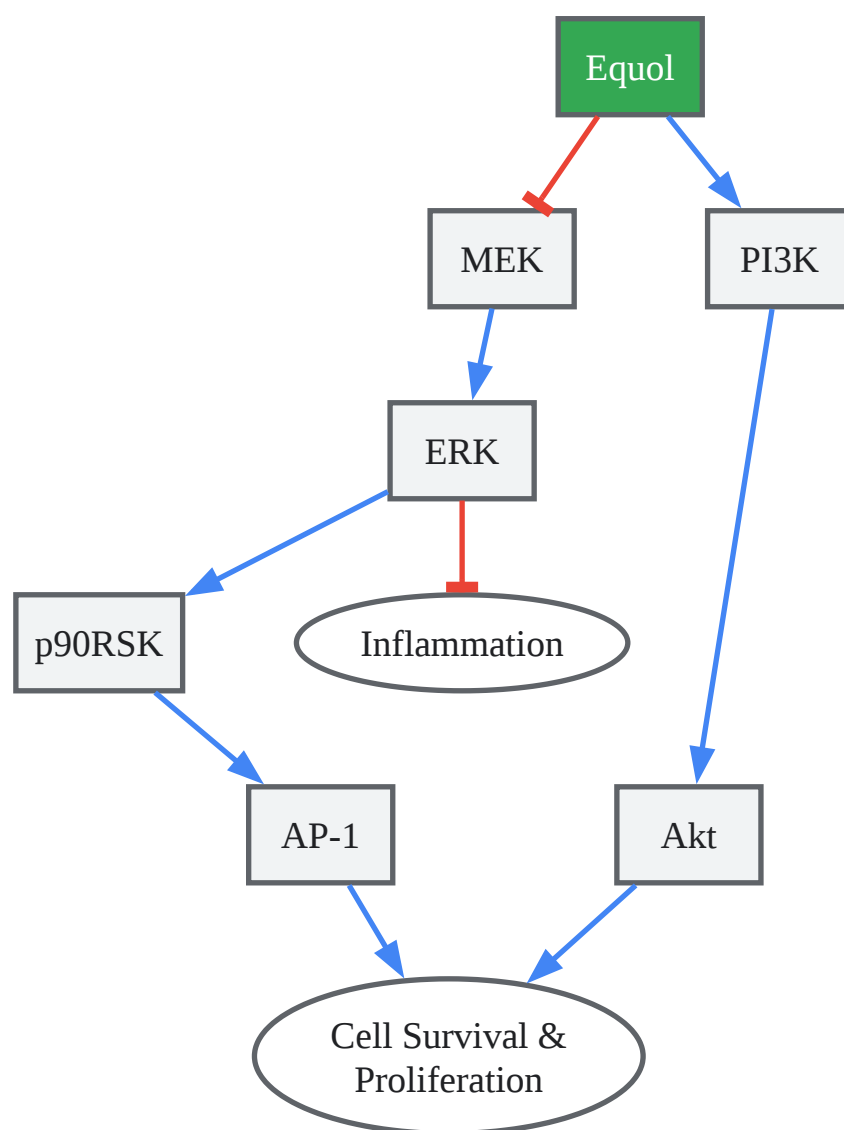 Equol
MEK
PI3K
ERK
p90RSK
Inflammation
AP-1
Akt
Cell Survival &
Proliferation